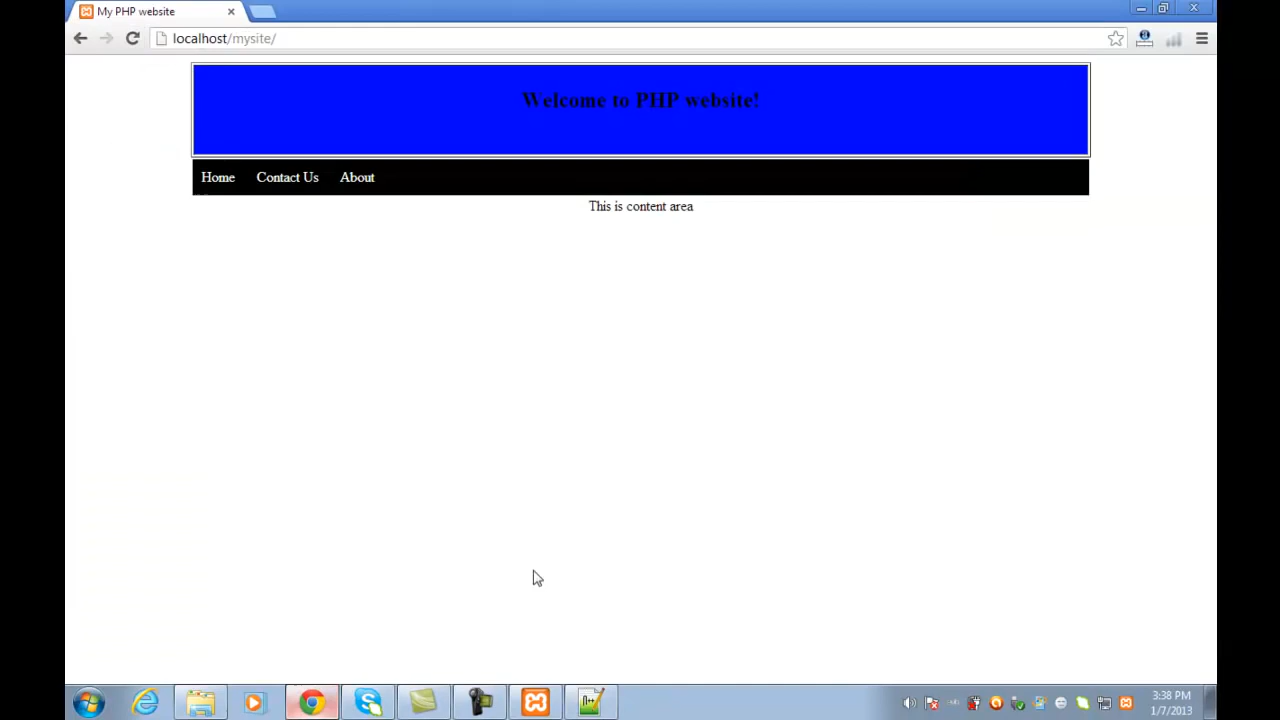 My PHP website
localhost/mysite/
Welcome to PHP website!
Home Contact Us About
This is content area
3:38 PM
1/7/2013